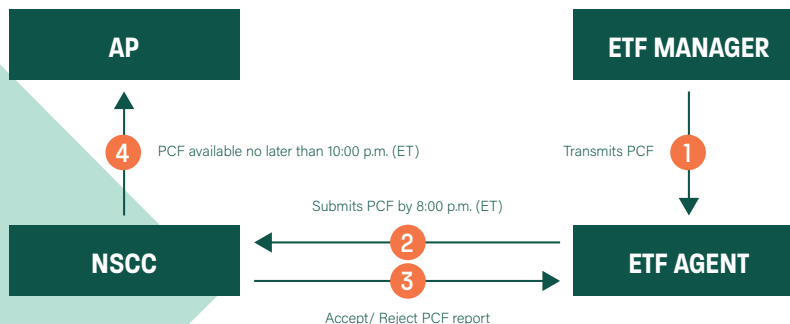 AP
ETF MANAGER
4
PCF available no later than 10:00 p.m. (ET)
Transmits PCF
1
Submits PCF by 8:00 p.m. (ET)
NSCC
2
3
ETF AGENT
Accept/ Reject PCF report